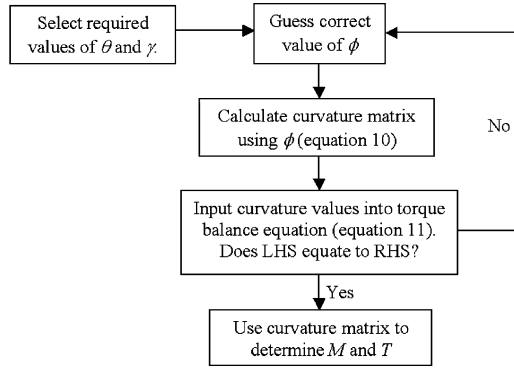 Select required
values of θ and γ.
Guess correct
value of ϕ
Calculate curvature matrix
using ϕ (equation 10)
No
Input curvature values into torque
balance equation (equation 11).
Does LHS equate to RHS?
Yes
Use curvature matrix to
determine M and T